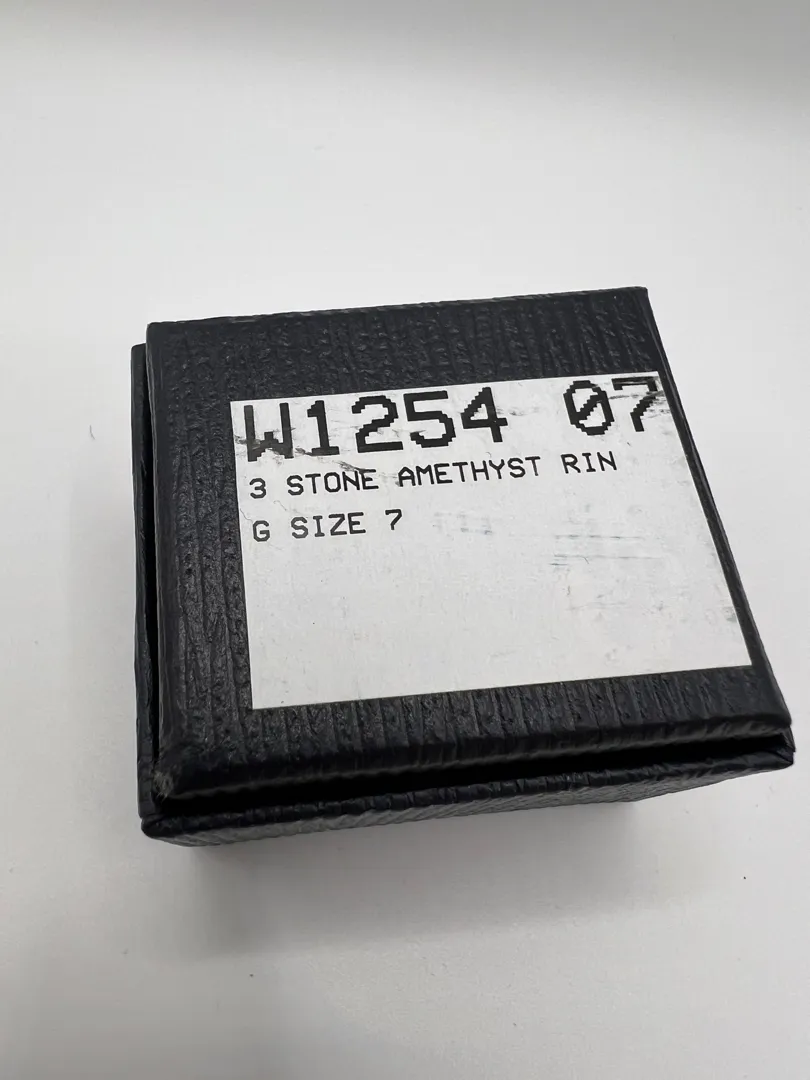 W1254 07
3 STONE AMETHYST RIN
G SIZE 7